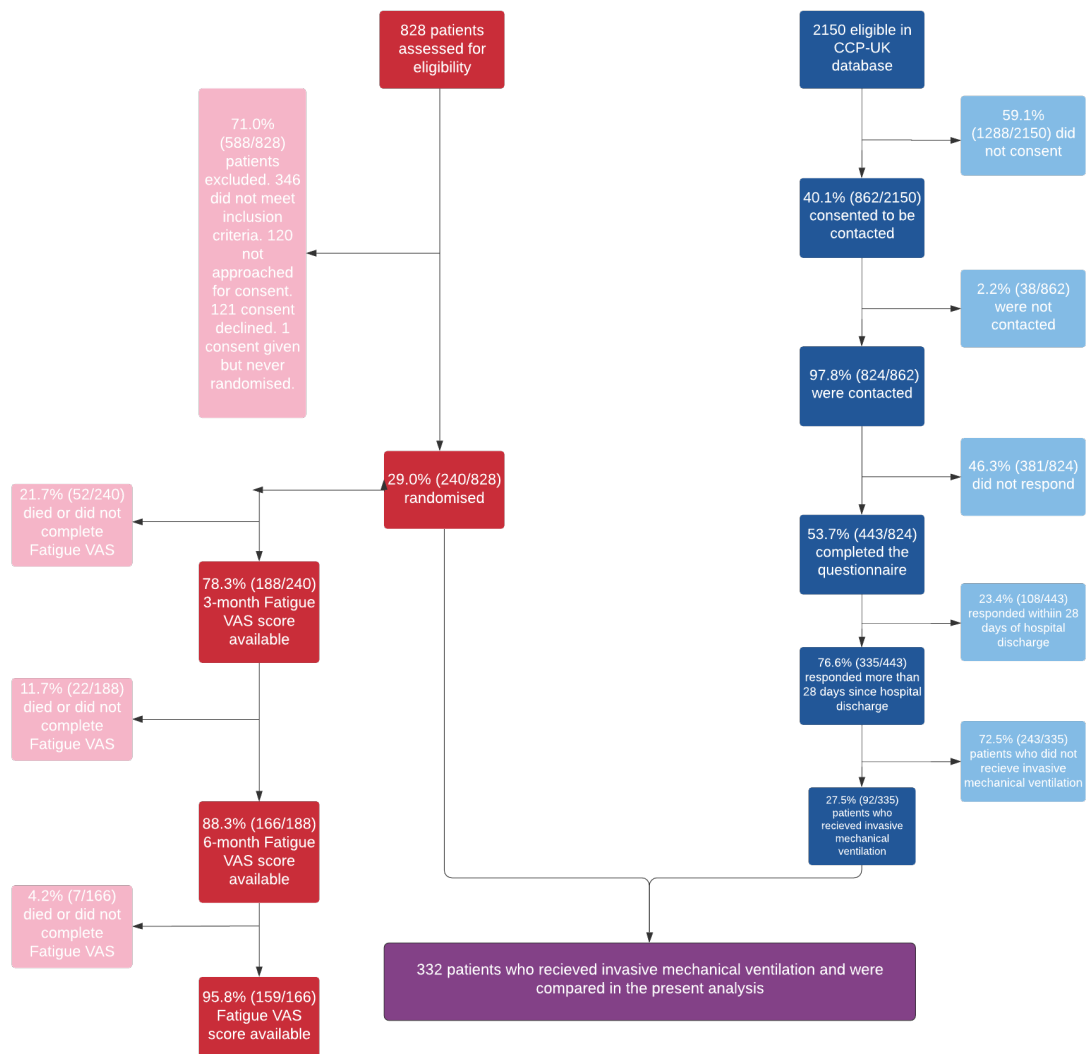 828 patients
assessed for
eligibility
71.0%
(588/828)
patients
excluded. 346
did not meet
inclusion
criteria. 120
not
approached
for consent.
121 consent
declined. 1
consent given
but never
randomised.
29.0% (240/828)
randomised
21.7% (52/240)
died or did not
complete
Fatigue VAS
78.3% (188/240)
3-month Fatigue
VAS score
available
11.7% (22/188)
died or did not
complete
Fatigue VAS
88.3% (166/188)
6-month Fatigue
VAS score
available
4.2% (7/166)
died or did not
complete
Fatigue VAS
95.8% (159/166)
Fatigue VAS
score available
2150 eligible in
CCP-UK
database
59.1%
(1288/2150) did
not consent
40.1% (862/2150)
consented to be
contacted
2.2% (38/862)
were not
contacted
97.8% (824/862)
were contacted
46.3% (381/824)
did not respond
53.7% (443/824)
completed the
questionnaire
23.4% (108/443)
responded withiin 28
days of hospital
discharge
76.6% (335/443)
responded more than
28 days since hospital
discharge
72.5% (243/335)
patients who did not
recieve invasive
mechanical ventilation
27.5% (92/335)
patients who
recieved invasive
mechanical
ventilation
332 patients who recieved invasive mechanical ventilation and were
compared in the present analysis